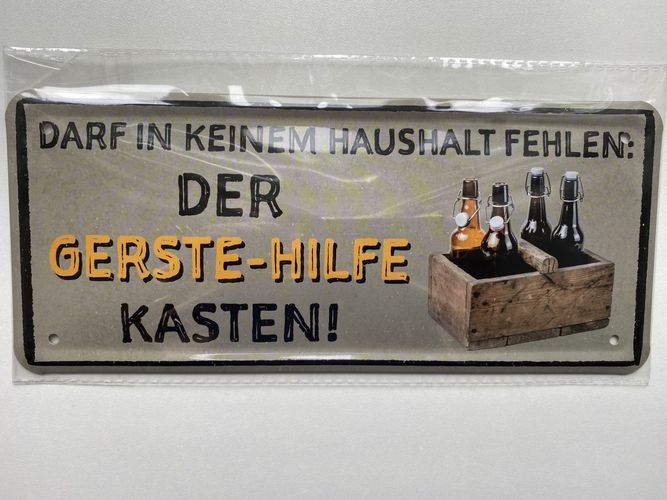 DARF IN KEINEM HAUSHALT FEHLEN:
DER
GERSTE-HILFE
KASTEN!